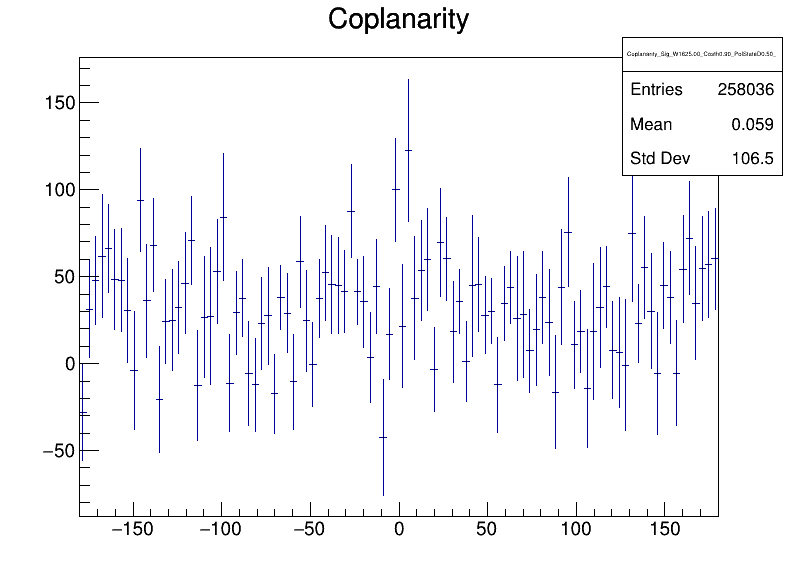 Coplanarity
Coplanarity_Sig_W1625.00_Costh0.90_PolState00.50_
Entries 258036
Mean 0.059
Std Dev 106.5
150
100
50
0
−50
−150 −100 −50 0 50 100 150